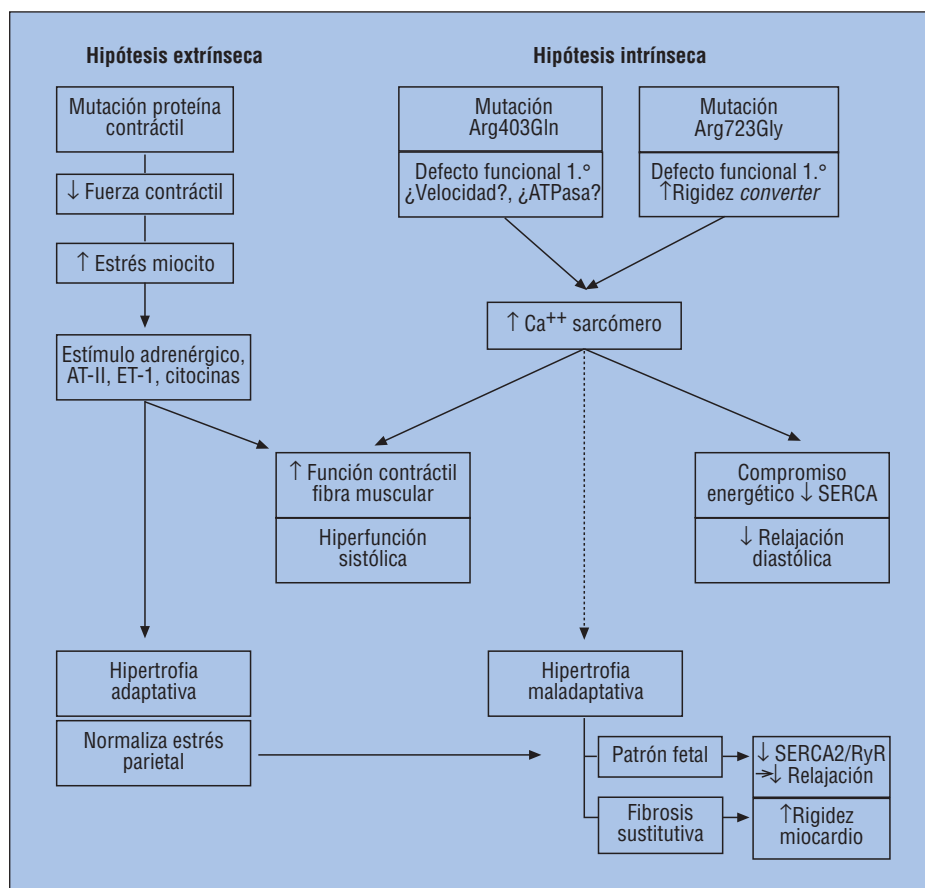 Hipótesis extrínseca
Mutación proteína
contráctil
↓ Fuerza contráctil
↑ Estrés miocito
Estímulo adrenérgico,
AT-II, ET-1, citocinas
Hipótesis intrínseca
Mutación
Arg403Gln
Defecto funcional 1.°
¿Velocidad?, ¿ATPasa?
Mutación
Arg723Gly
Defecto funcional 1.°
↑Rigidez converter
↑ Ca++ sarcómero
↑ Función contráctil
fibra muscular
Hiperfunción
sistólica
Compromiso
energético ↓ SERCA
↓ Relajación
diastólica
Hipertrofia
adaptativa
Normaliza estrés
parietal
Hipertrofia
maladaptativa
Patrón fetal
↓ SERCA2/RyR
→↓ Relajación
Fibrosis
sustitutiva
↑Rigidez
miocardio